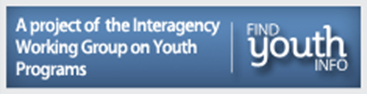 A project of the Interagency
Working Group on Youth
Programs
FIND
youth
INFO